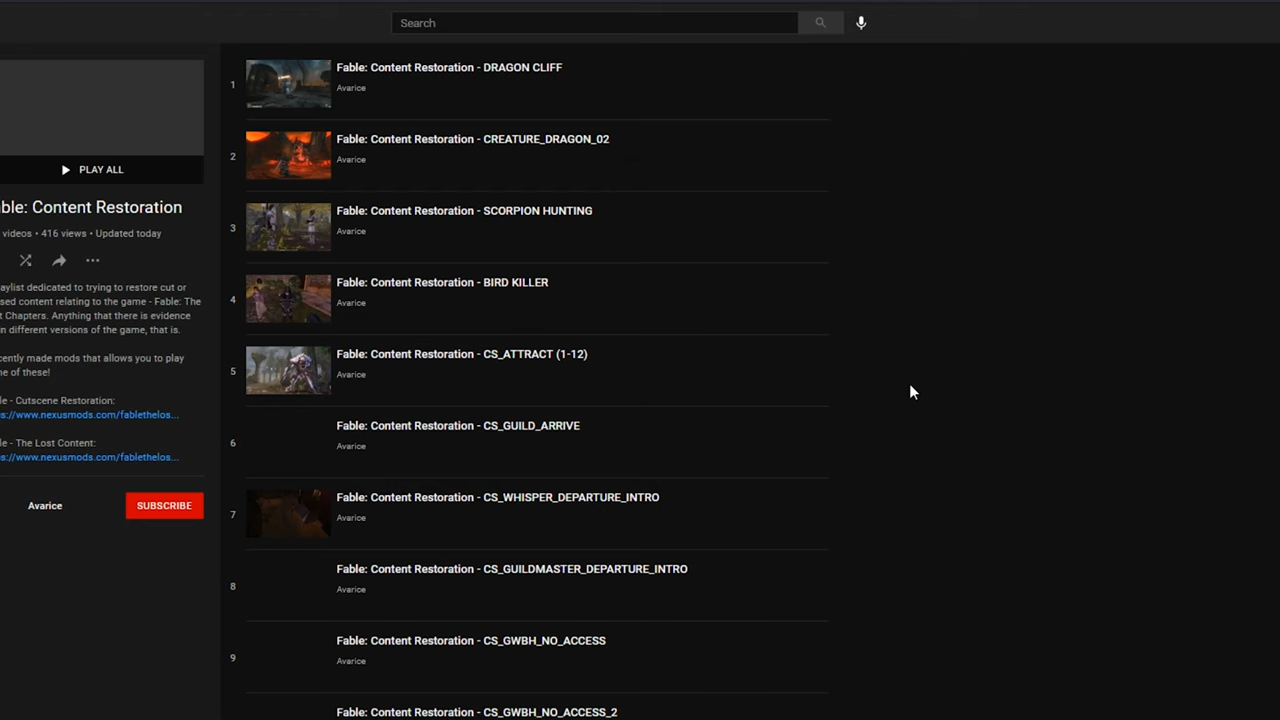 Search
PLAY ALL
ble: Content Restoration
videos • 416 views • Updated today
aylist dedicated to trying to restore cut or
sed content relating to the game - Fable: The
t Chapters. Anything that there is evidence
in different versions of the game, that is.
cently made mods that allows you to play
ne of these!
le - Cutscene Restoration:
s://www.nexusmods.com/fablethelos...
le - The Lost Content:
s://www.nexusmods.com/fablethelos...
Avarice
SUBSCRIBE
1
Fable: Content Restoration - DRAGON CLIFF
Avarice
2
Fable: Content Restoration - CREATURE_DRAGON_02
Avarice
3
Fable: Content Restoration - SCORPION HUNTING
Avarice
4
Fable: Content Restoration - BIRD KILLER
Avarice
5
Fable: Content Restoration - CS_ATTRACT (1-12)
Avarice
6
Fable: Content Restoration - CS_GUILD_ARRIVE
Avarice
7
Fable: Content Restoration - CS_WHISPER_DEPARTURE_INTRO
Avarice
8
Fable: Content Restoration - CS_GUILDMASTER_DEPARTURE_INTRO
Avarice
9
Fable: Content Restoration - CS_GWBH_NO_ACCESS
Avarice
Fable: Content Restoration - CS_GWBH_NO_ACCESS_2